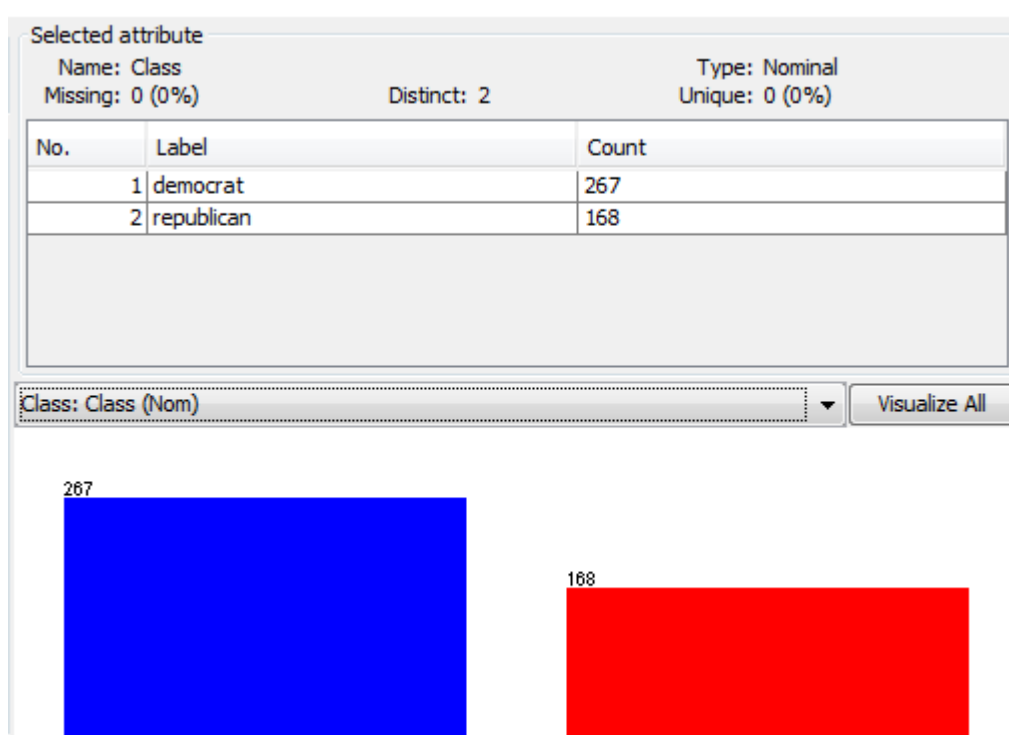 Selected attribute
Name: Class Type: Nominal
Missing: 0 (0%) Distinct: 2 Unique: 0 (0%)
No. Label Count
1 democrat 267
2 republican 168
Class: Class (Nom) Visualize All
267
168